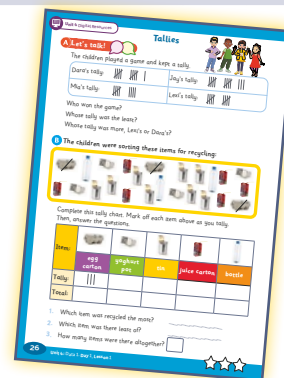 A Let's talk!
Tallies
The children played a game and kept a tally.
Dara's tally:
Jay's tally:
Mia's tally:
Lexi's tally:
Who won the game?
Whose tally was the least?
Whose tally was more, Lexi's or Dara's?
B The children were sorting these items for recycling:
Complete this tally chart. Mark off each item above as you tally.
Then, answer the questions.
Item:
egg carton
yoghurt pot
tin
juice carton
bottle
Tally:
Total:
1. Which item was recycled the most?
2. Which item was there least of?
3. How many items were there altogether?
26